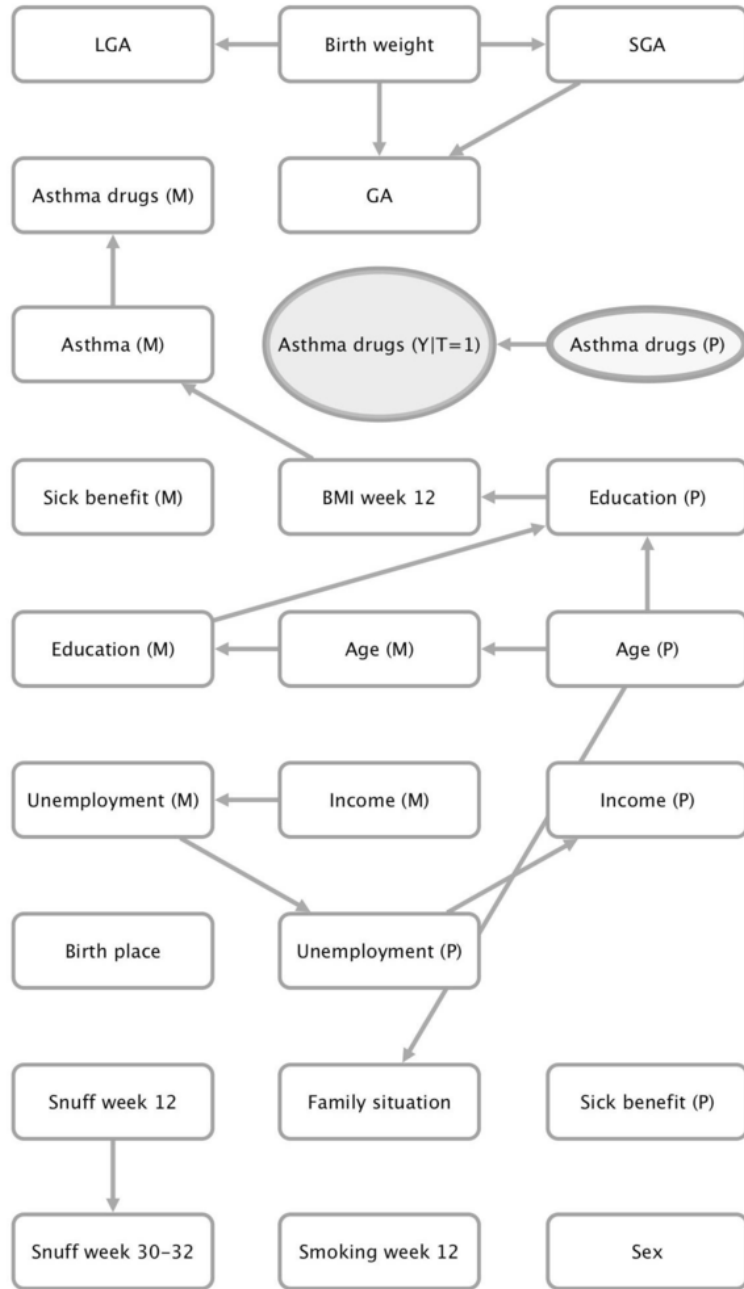 LGA
Birth weight
SGA
Asthma drugs (M)
GA
Asthma (M)
Asthma drugs (Y|T=1)
Asthma drugs (P)
Sick benefit (M)
BMI week 12
Education (P)
Education (M)
Age (M)
Age (P)
Unemployment (M)
Income (M)
Income (P)
Birth place
Unemployment (P)
Snuff week 12
Family situation
Sick benefit (P)
Snuff week 30-32
Smoking week 12
Sex